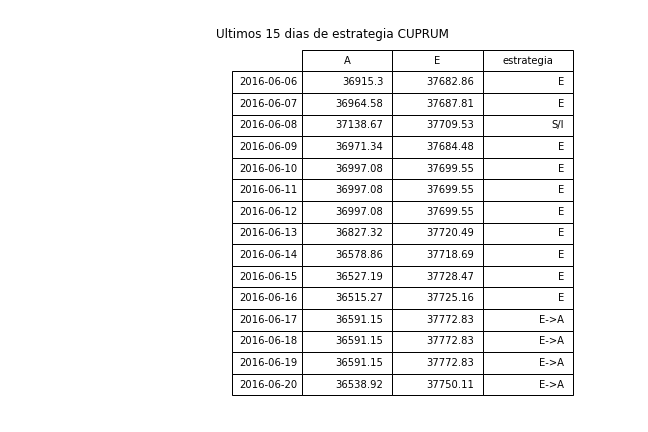 Ultimos 15 dias de estrategia CUPRUM
A E estrategia
2016-06-06 36915.3 37682.86 E
2016-06-07 36964.58 37687.81 E
2016-06-08 37138.67 37709.53 S/I
2016-06-09 36971.34 37684.48 E
2016-06-10 36997.08 37699.55 E
2016-06-11 36997.08 37699.55 E
2016-06-12 36997.08 37699.55 E
2016-06-13 36827.32 37720.49 E
2016-06-14 36578.86 37718.69 E
2016-06-15 36527.19 37728.47 E
2016-06-16 36515.27 37725.16 E
2016-06-17 36591.15 37772.83 E->A
2016-06-18 36591.15 37772.83 E->A
2016-06-19 36591.15 37772.83 E->A
2016-06-20 36538.92 37750.11 E->A